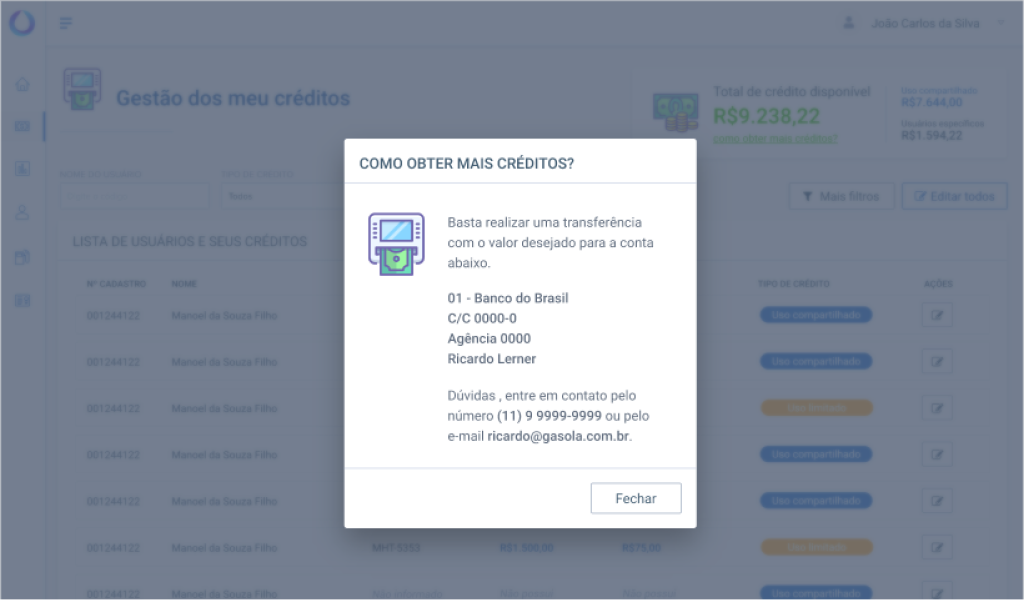 João Carlos da Silva
Gestão dos meu créditos
Total de crédito disponivel
R$9.238,22
como obter mais créditos?
Uso compartilhado
R$7.644,00
Usuários específicos
R$1.594,22
COMO OBTER MAIS CRÉDITOS?
Basta realizar uma transferência
com o valor desejado para a conta
abaixo.
01 - Banco do Brasil
C/C 0000-0
Agência 0000
Ricardo Lerner
Dúvidas , entre em contato pelo
número (11) 9 9999-9999 ou pelo
e-mail ricardo@gasola.com.br.
Fechar
NOME DO USUÁRIO
TIPO DE CRÉDITO
Todos
Mais filtros
Editar todos
LISTA DE USUÁRIOS E SEUS CRÉDITOS
Nº CADASTRO NOME TIPO DE CRÉDITO AÇÕES
001244122 Manoel da Souza Filho Uso compartilhado
001244122 Manoel da Souza Filho Uso compartilhado
001244122 Manoel da Souza Filho Uso limitado
001244122 Manoel da Souza Filho Uso compartilhado
001244122 Manoel da Souza Filho Uso compartilhado
001244122 Manoel da Souza Filho MHT-5353 R$1.500,00 R$75,00 Uso limitado
001244122 Manoel da Souza Filho Não informado Não possui Não possui Uso compartilhado